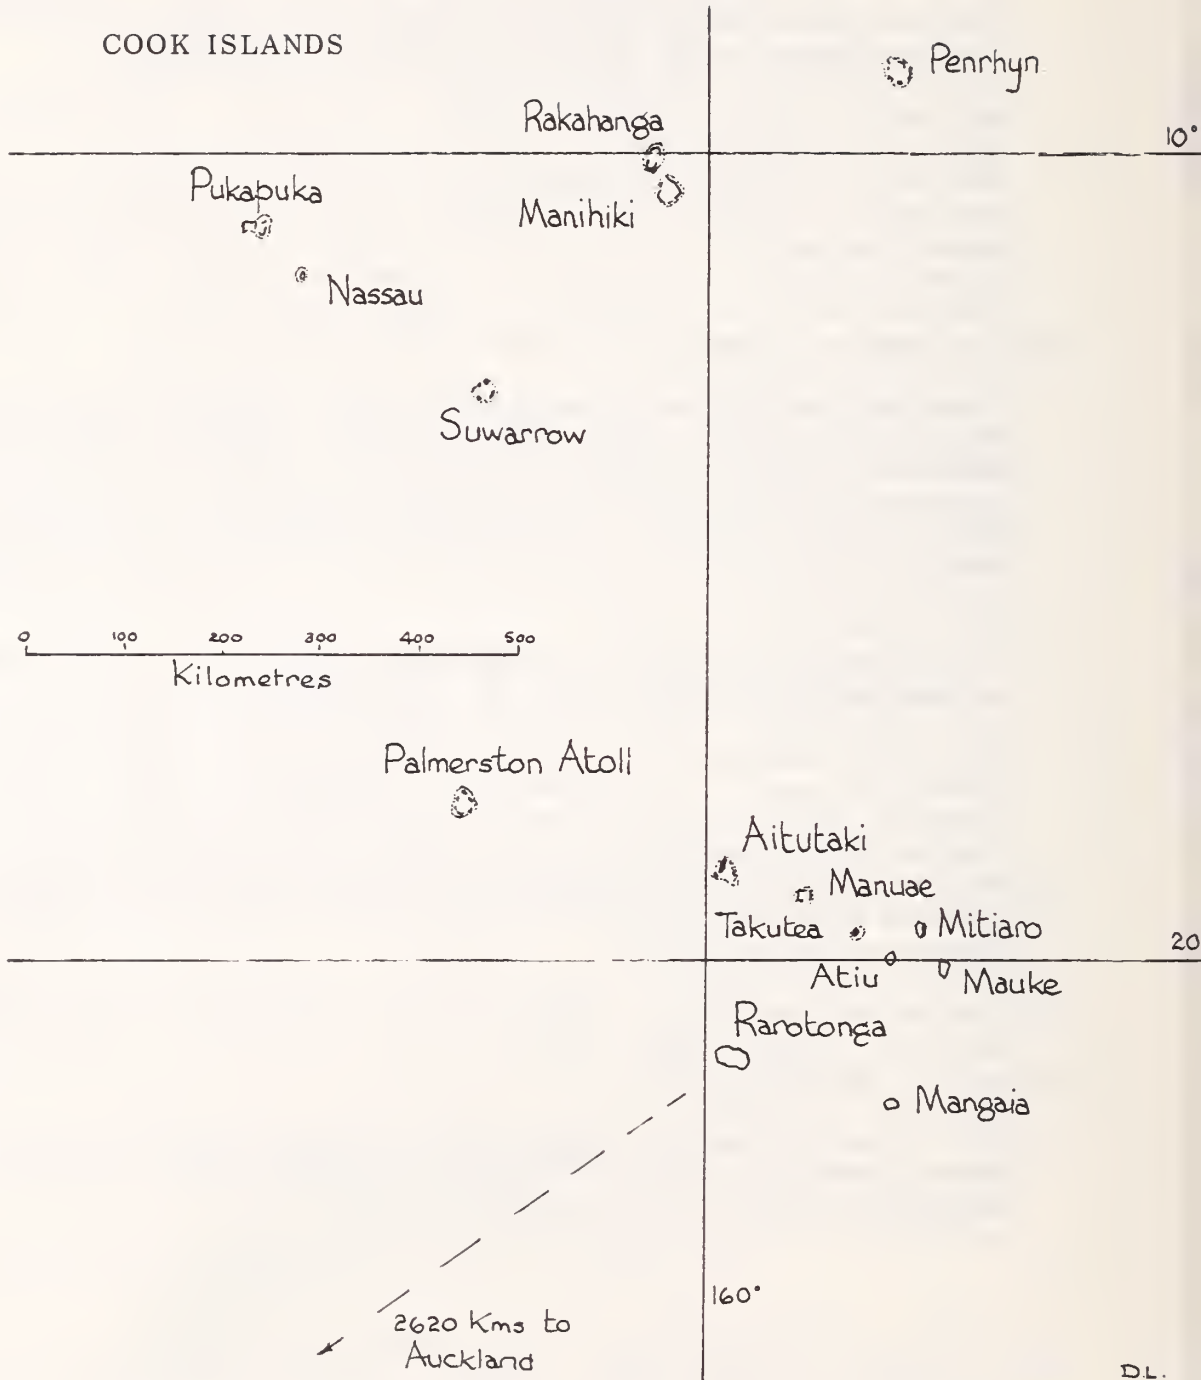 COOK ISLANDS
Penrhyn
Rakahanga
10°
Pukapuka
Manihiki
Nassau
Suwarrow
0 100 200 300 400 500
Kilometres
Palmerston Atoll
Aitutaki
Manuae
Takutea
Mitiaro
20
Atiu
Mauke
Rarotonga
Mangaia
160°
2620 Kms to
Auckland
D.L.